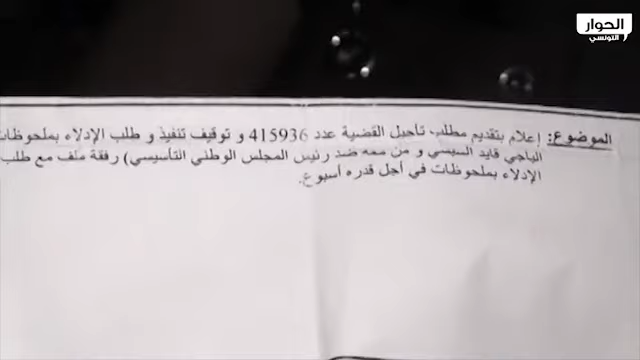 الحوار
التونسي
الموضوع: إعلام بتقديم مطلب تأجيل القضية عدد 415936 و توقيف تنفيذ و طلب الإدلاء بملحوظات
الباجي قايد السبسي و من معه ضد رئيس المجلس الوطني التأسيسي) رفقة ملف مع طلب
الإدلاء بملحوظات في أجل قدره أسبوع.